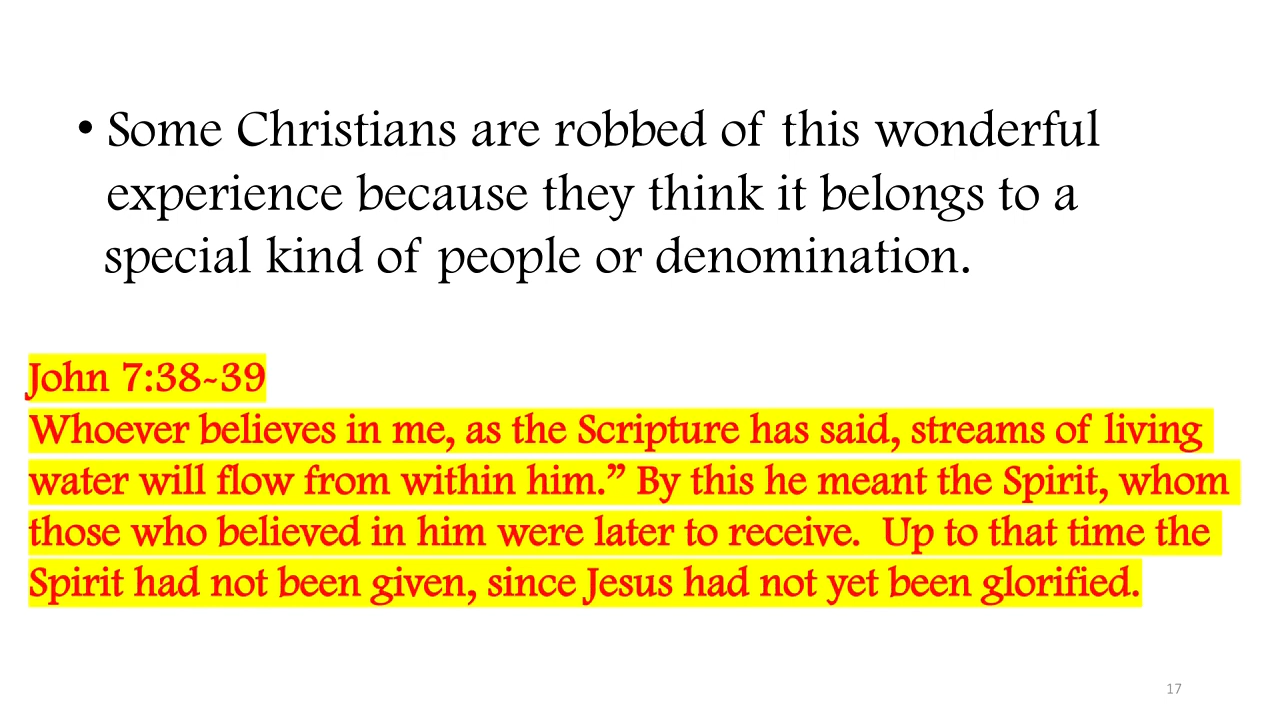 • Some Christians are robbed of this wonderful
experience because they think it belongs to a
special kind of people or denomination.
John 7:38-39
Whoever believes in me, as the Scripture has said, streams of living
water will flow from within him.” By this he meant the Spirit, whom
those who believed in him were later to receive.  Up to that time the
Spirit had not been given, since Jesus had not yet been glorified.
17